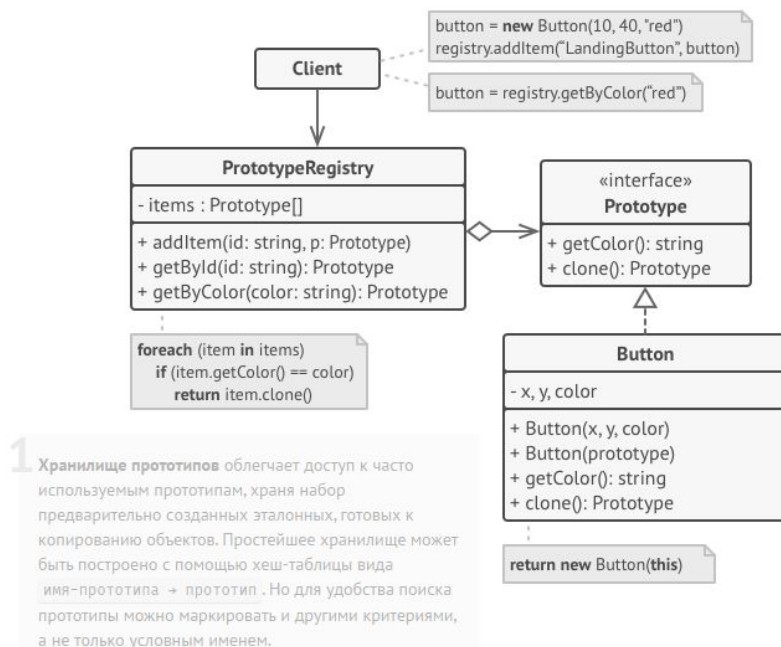 button = new Button(10, 40, "red")
registry.addItem(“LandingButton”, button)
Client
button = registry.getByColor(“red”)
PrototypeRegistry
- items : Prototype[]
+ addItem(id: string, p: Prototype)
+ getById(id: string): Prototype
+ getByColor(color: string): Prototype
«interface»
Prototype
+ getColor(): string
+ clone(): Prototype
foreach (item in items)
if (item.getColor() == color)
return item.clone()
Button
- x, y, color
+ Button(x, y, color)
+ Button(prototype)
+ getColor(): string
+ clone(): Prototype
return new Button(this)
1
Хранилище прототипов облегчает доступ к часто
используемым прототипам, храня набор
предварительно созданных эталонных, готовых к
копированию объектов. Простейшее хранилище может
быть построено с помощью хеш-таблицы вида
имя-прототипа → прототип . Но для удобства поиска
прототипы можно маркировать и другими критериями,
а не только условным именем.